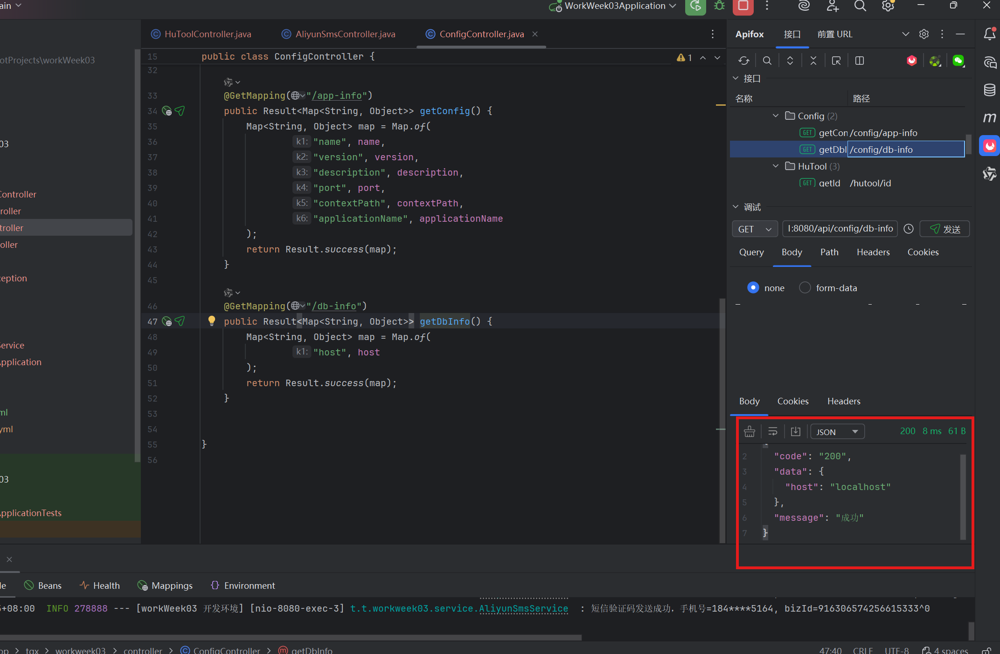 ain
WorkWeek03Application
HuToolController.java
AliyunSmsController.java
ConfigController.java
Apifox
接口
前置 URL
otProjects\workWeek03
03
Controller
roller
troller
oller
eption
Service
Application
ml
yml
03
ApplicationTests
15 public class ConfigController {
1
32
33 @GetMapping("/app-info")
34 public Result<Map<String, Object>> getConfig() {
35 Map<String, Object> map = Map.of(
36 k1: "name", name,
37 k2: "version", version,
38 k3: "description", description,
39 k4: "port", port,
40 k5: "contextPath", contextPath,
41 k6: "applicationName", applicationName
42 );
43 return Result.success(map);
44 }
45
46 @GetMapping("/db-info")
47 public Result<Map<String, Object>> getDbInfo() {
48 Map<String, Object> map = Map.of(
49 k1: "host", host
50 );
51 return Result.success(map);
52 }
53
54
55 }
56
接口
名称 路径
Config (2)
GET getCon /config/app-info
GET getDbI /config/db-info
HuTool (3)
GET getId /hutool/id
调试
GET
:8080/api/config/db-info
发送
Query Body Path Headers Cookies
none form-data
Body Cookies Headers
JSON 200 8 ms 61 B
{
2 "code": "200",
3 "data": {
4 "host": "localhost"
5 },
6 "message": "成功"
7 }
le Beans Health Mappings Environment
+08:00 INFO 278888 --- [workWeek03 开发环境] [nio-8080-exec-3] t.t.workweek03.service.AliyunSmsService : 短信验证码发送成功，手机号=184****5164, bizId=916306574256615333^0
pp > tqx > workweek03 > controller > ConfigController > getDbInfo
47:40 CRLF UTF-8 4 spaces